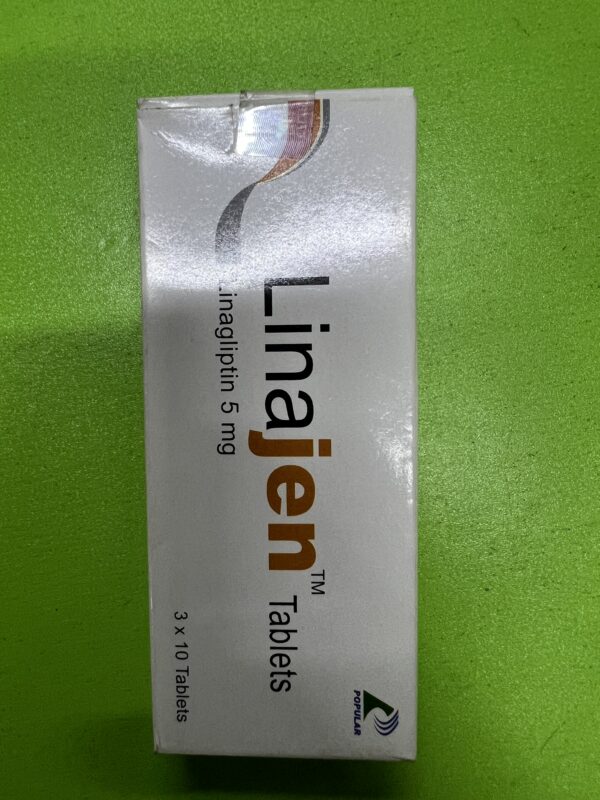 Linajen™ Tablets
Linagliptin 5 mg
3 x 10 Tablets
POPULAR